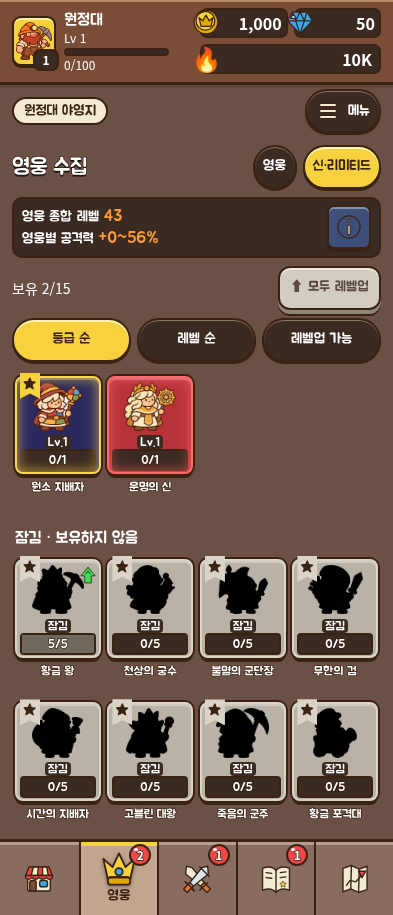 원정대
1,000
50
Lv 1
1
0/100
10K
원정대 야영지
메뉴
영웅 수집
영웅
신·리미티드
영웅 종합 레벨 43
영웅별 공격력 +0~56%
보유 2/15
모두 레벨업
등급 순
레벨 순
레벨업 가능
Lv.1
Lv.1
0/1
0/1
원소 지배자
운명의 신
잠김 · 보유하지 않음
잠김
잠김
잠김
잠김
5/5
0/5
0/5
0/5
황금 왕
천상의 궁수
불멸의 군단장
무한의 검
잠김
잠김
잠김
잠김
0/5
0/5
0/5
0/5
시간의 지배자
고블린 대왕
죽음의 군주
황금 포격대
2
1
1
영웅